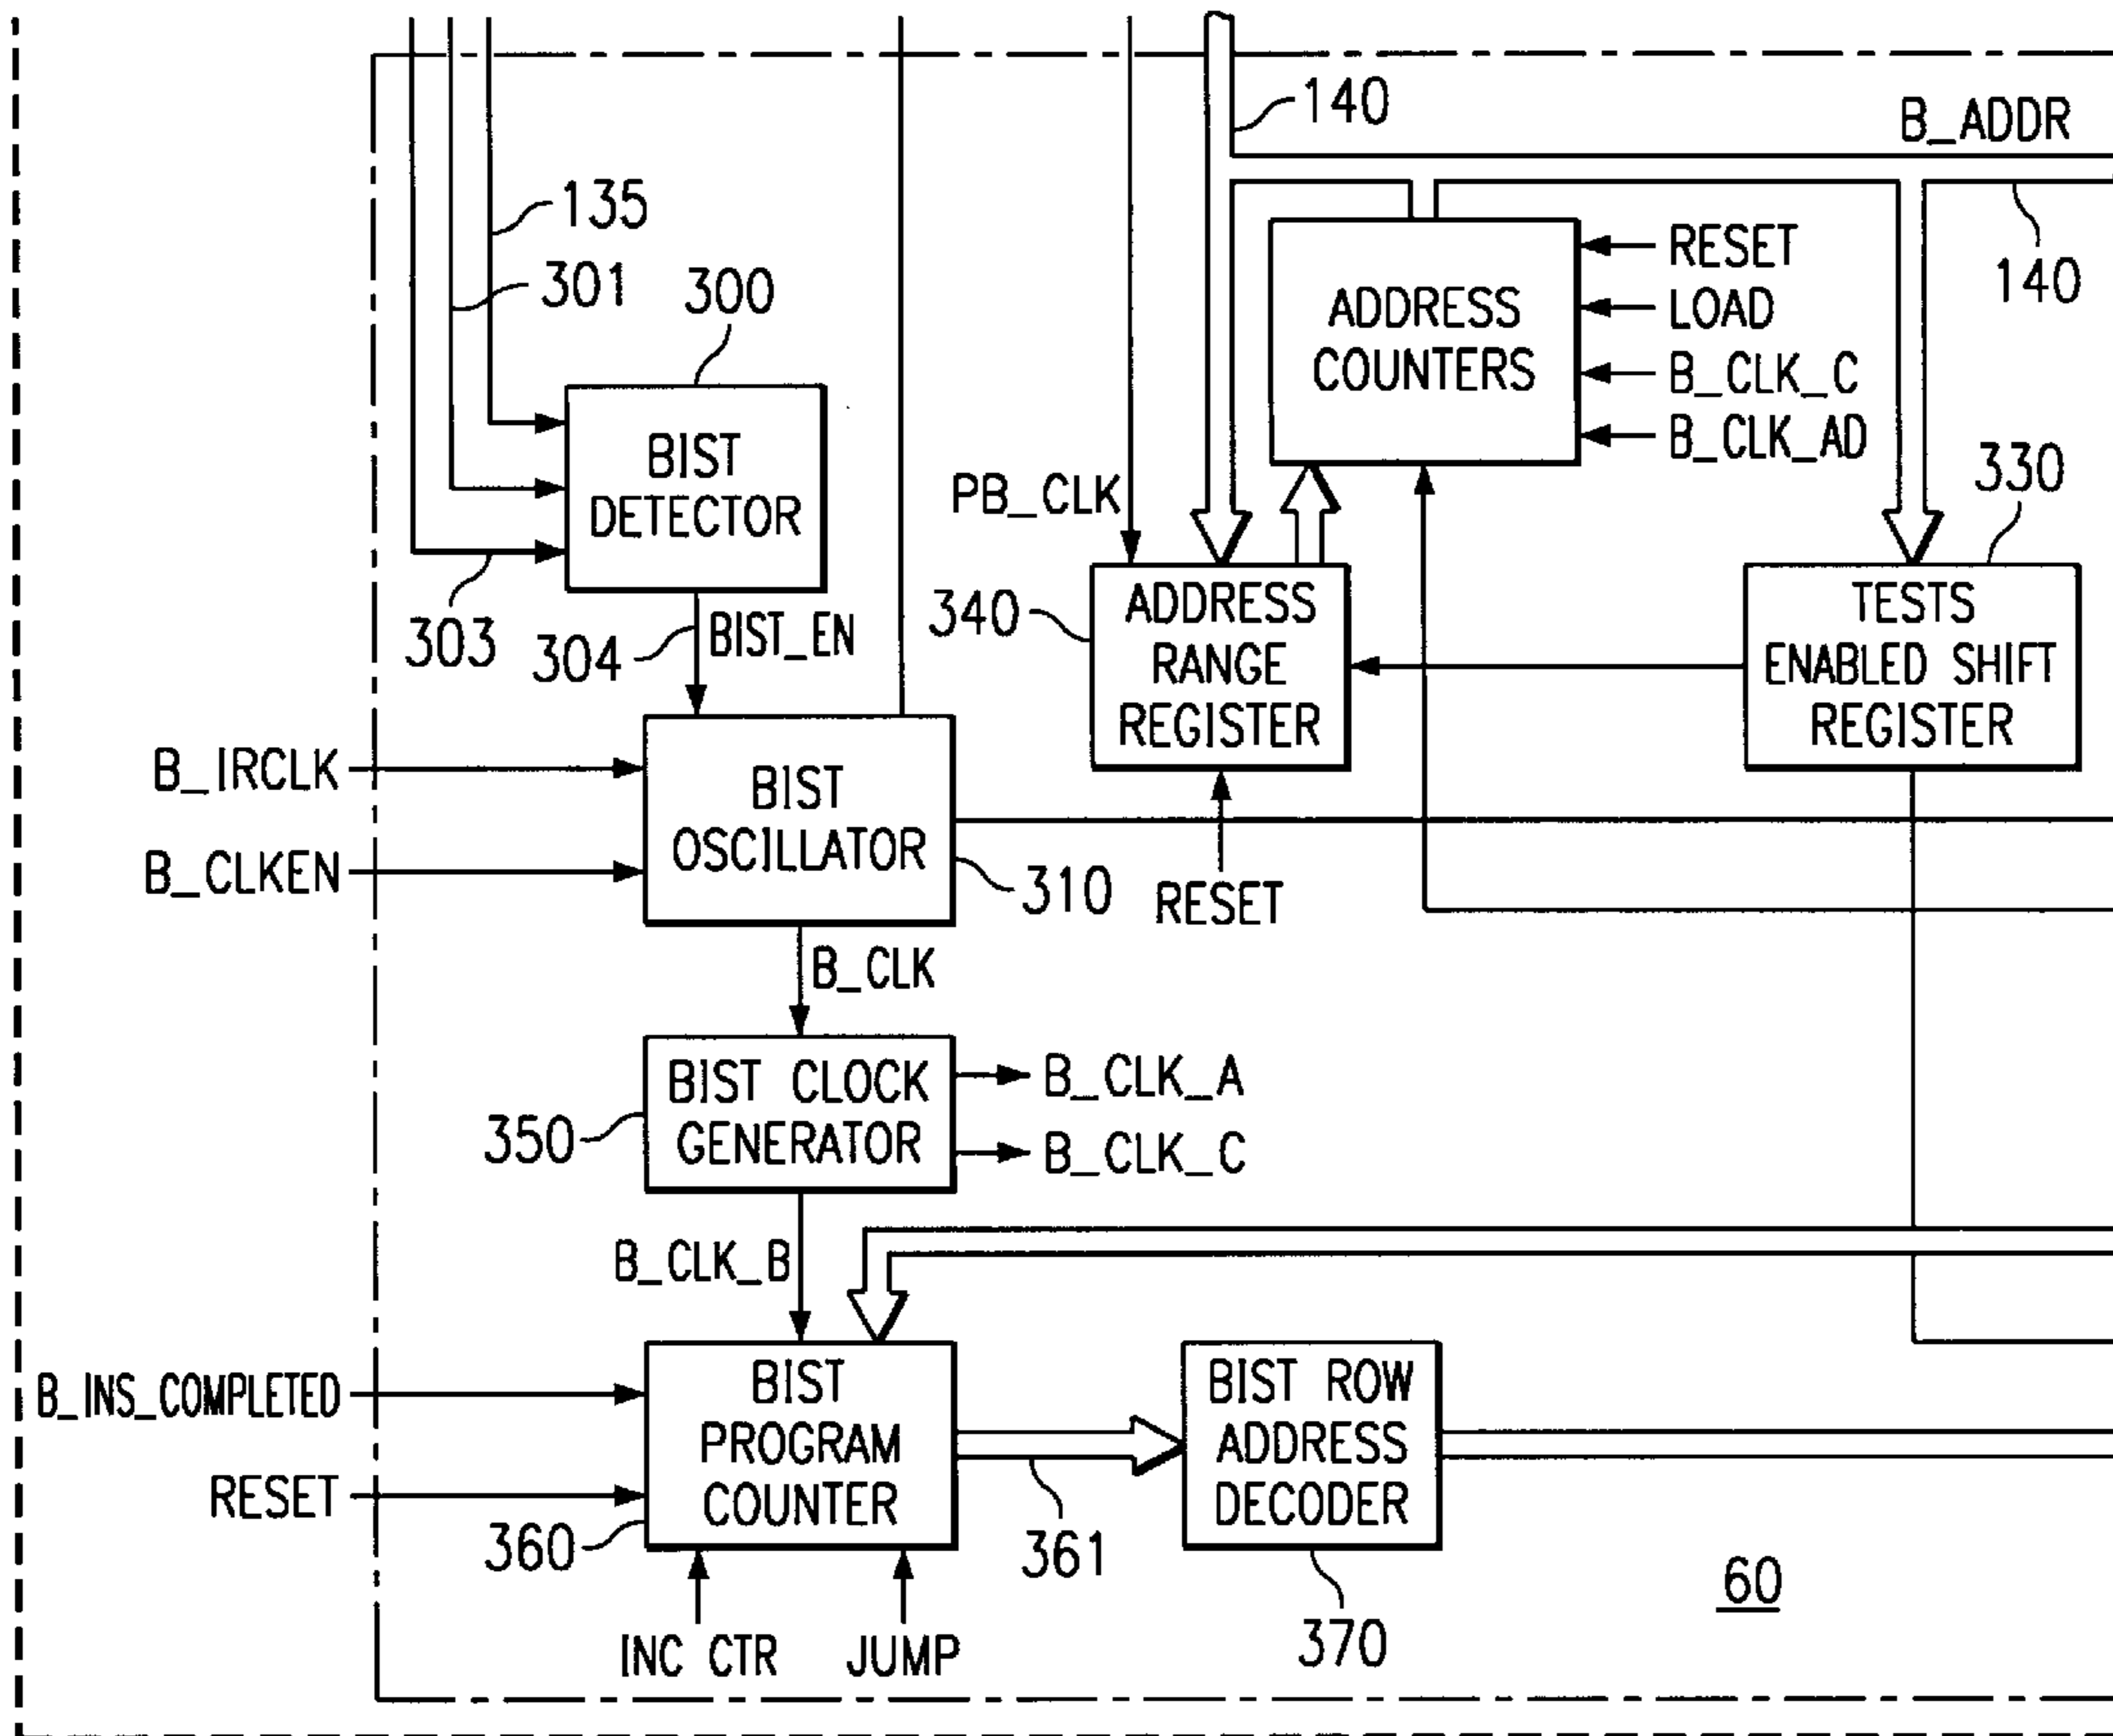 140
B_ADDR
135
301
300
RESET
140
ADDRESS
COUNTERS
LOAD
B_CLK_C
B_CLK_AD
BIST
DETECTOR
PB_CLK
330
303
304
BIST_EN
340
ADDRESS
RANGE
REGISTER
TESTS
ENABLED SHIFT
REGISTER
B_IRCLK
B_CLKEN
BIST
OSCILLATOR
310
RESET
B_CLK
BIST CLOCK
GENERATOR
350
B_CLK_A
B_CLK_C
B_CLK_B
B_INS_COMPLETED
RESET
BIST
PROGRAM
COUNTER
360
361
BIST ROW
ADDRESS
DECODER
370
60
INC CTR
JUMP